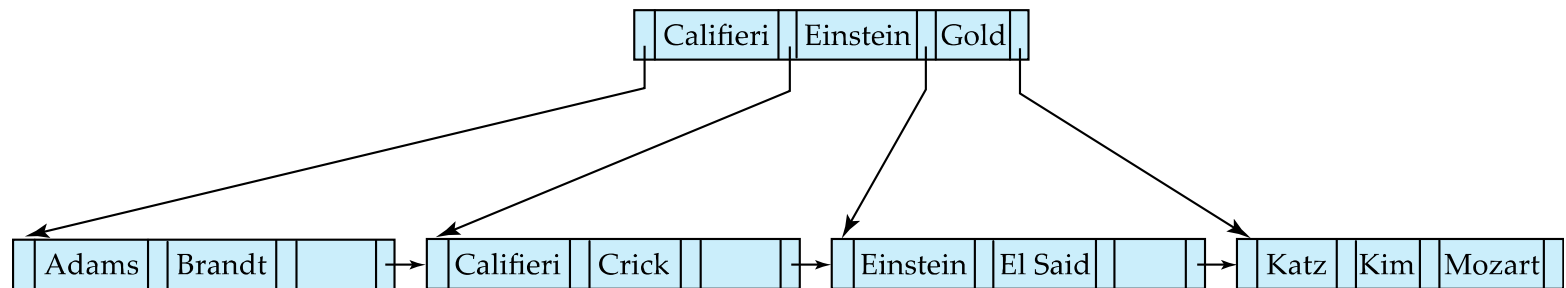 Califieri Einstein Gold
Adams Brandt Califieri Crick Einstein El Said Katz Kim Mozart